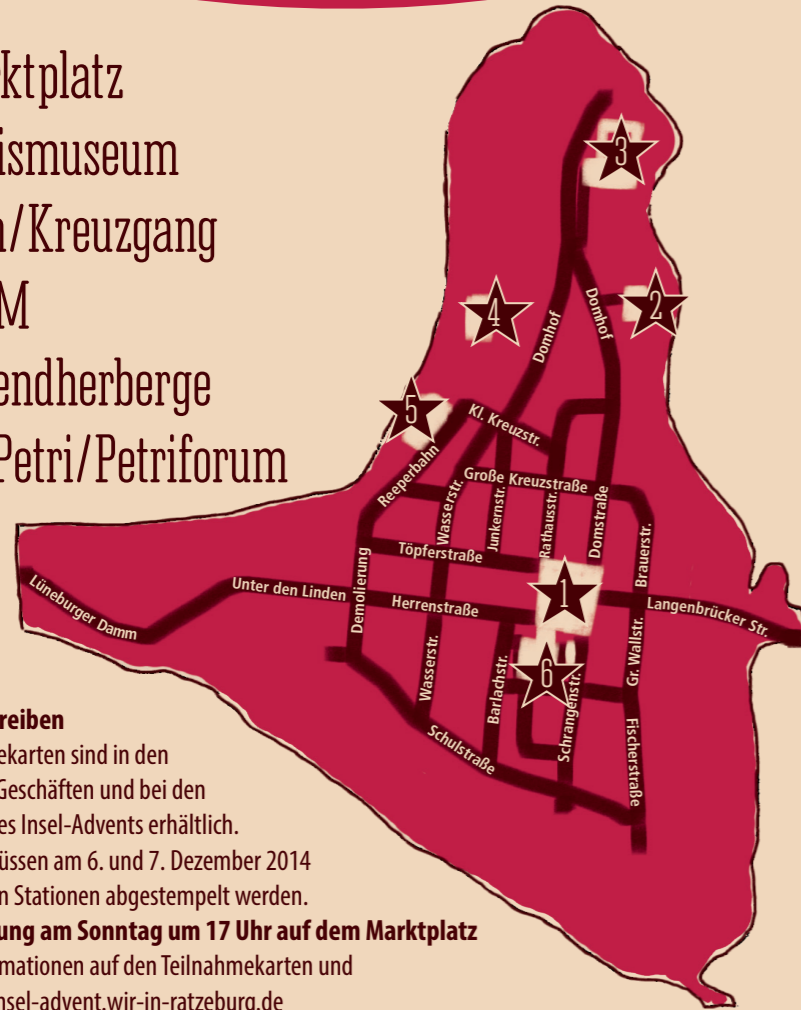 ktplatz
ismuseum
/Kreuzgang
M
endherberge
Petri/Petriforum
3
4
2
Domhof
Domhof
5
Kl. Kreuzstr.
Reeperbahn
Große Kreuzstraße
Wasserstr.
Junkernstr.
Rathausstr.
Domstraße
Brauerstr.
Töpferstraße
Demolierung
1
Unter den Linden
Herrenstraße
Langenbrücker Str.
Lüneburger Damm
Wasserstr.
Barlachstr.
6
Schrangenstr.
Gr. Wallstr.
Schulstraße
Fischerstraße
reiben
ekarten sind in den
Geschäften und bei den
es Insel-Advents erhältlich.
üssen am 6. und 7. Dezember 2014
n Stationen abgestempelt werden.
ung am Sonntag um 17 Uhr auf dem Marktplatz
rmationen auf den Teilnahmekarten und
nsel-advent.wir-in-ratzeburg.de